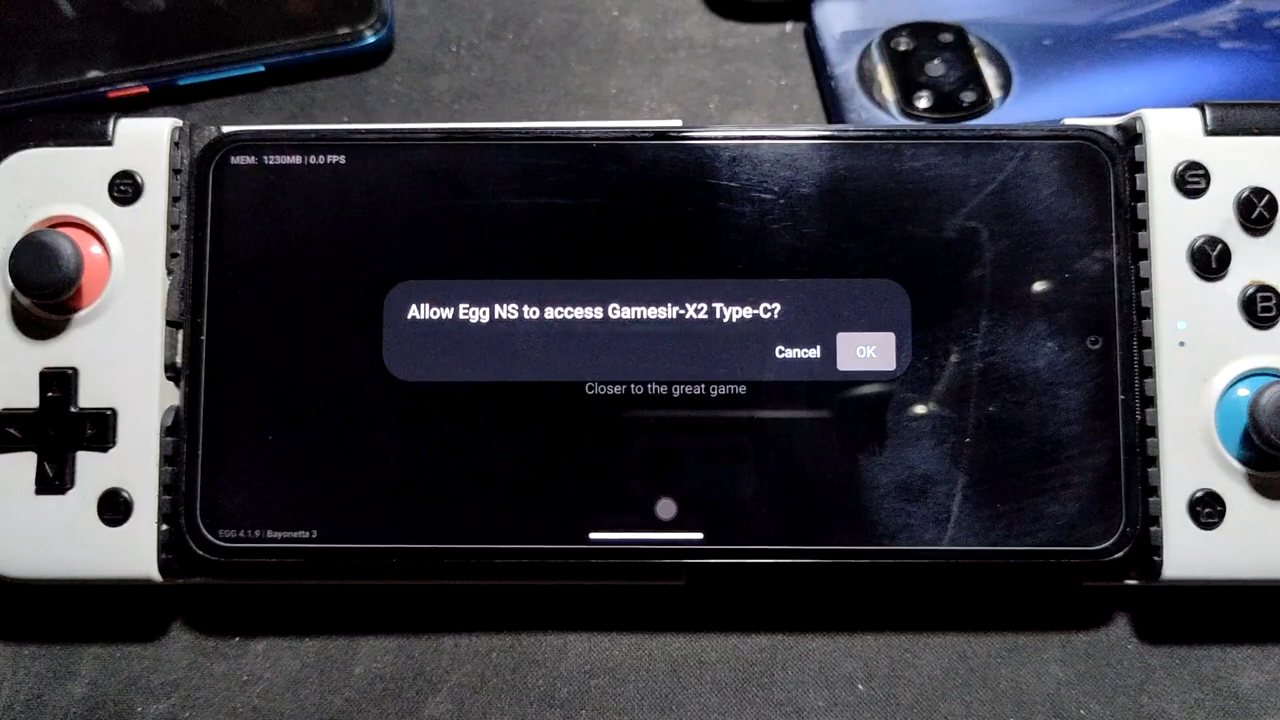 MEM: 1230MB | 0.0 FPS
S
X
Y
Allow Egg NS to access Gamesir-X2 Type-C?
B
Cancel OK
Closer to the great game
EGG 4.1.9 | Bayonetta 3